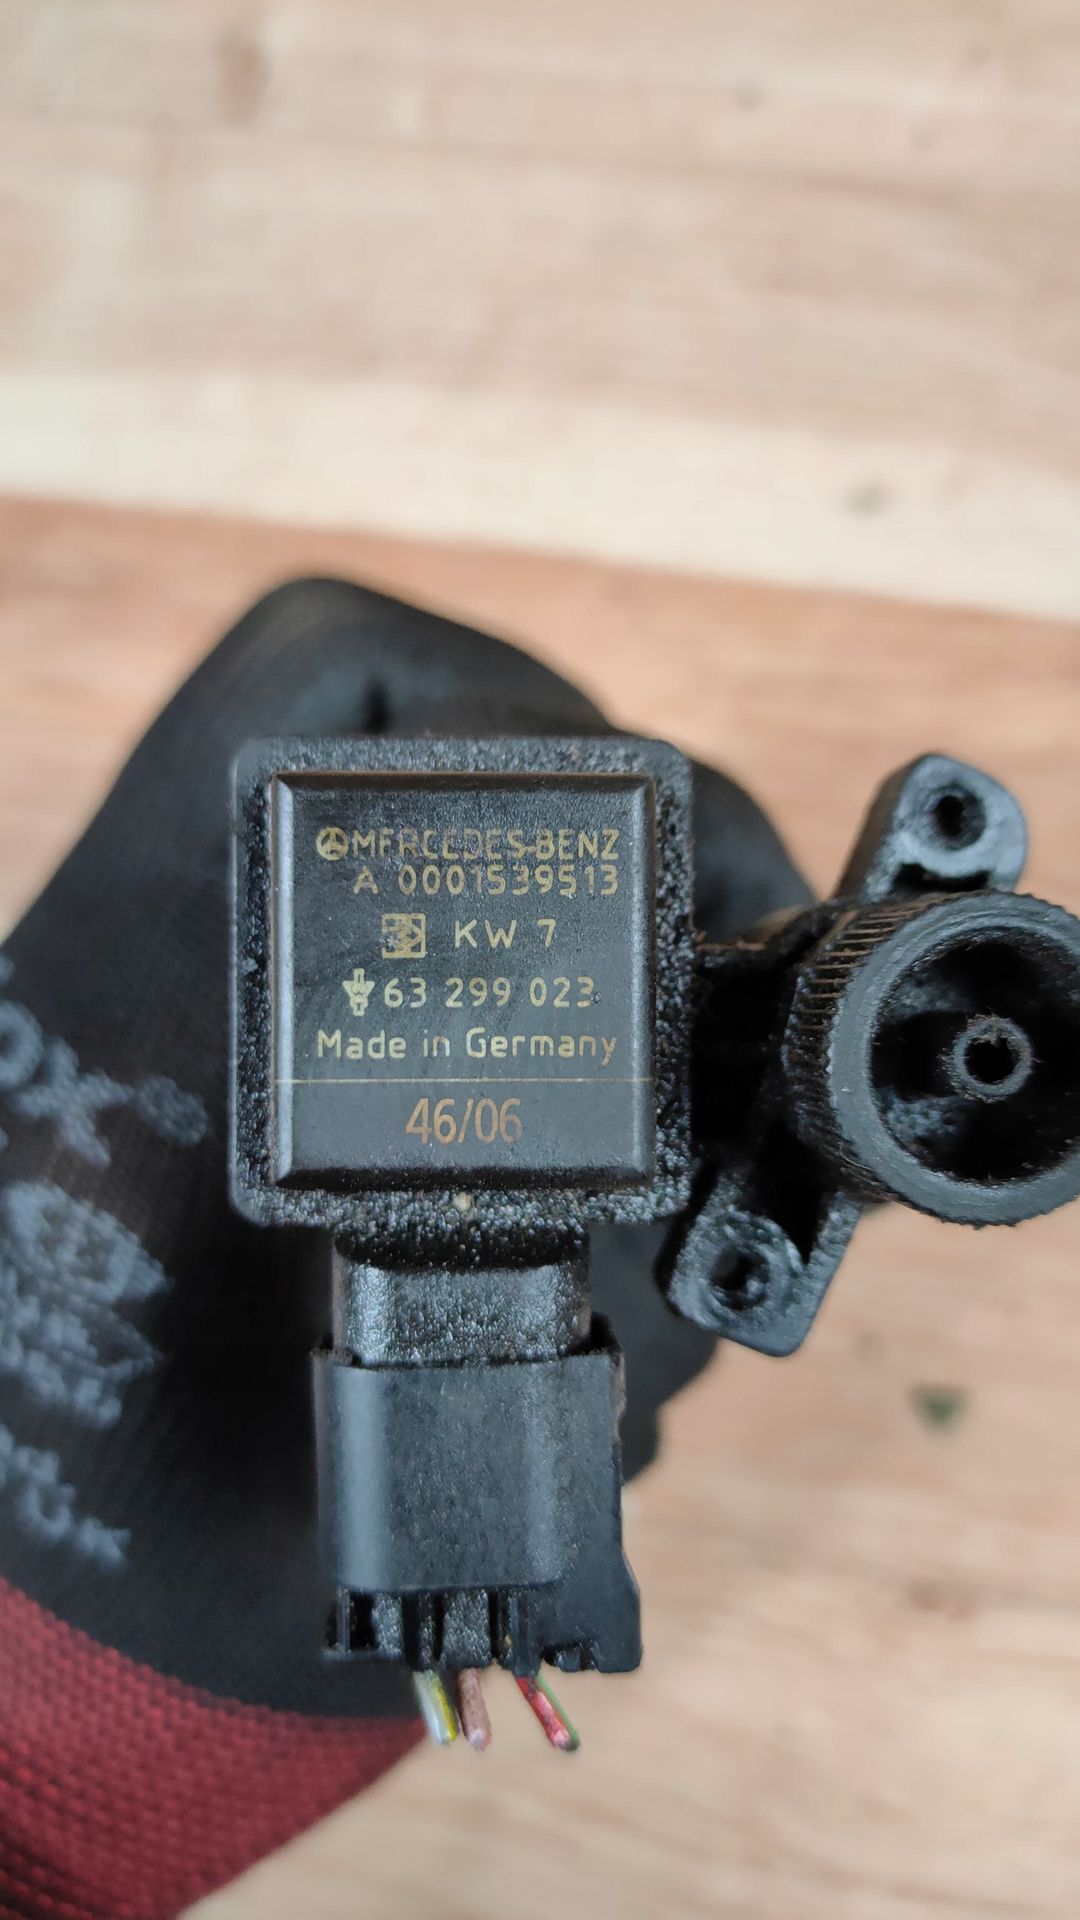 MERCEDES-BENZ
A 0001539513
KW 7
63 299 023
Made in Germany
46/06